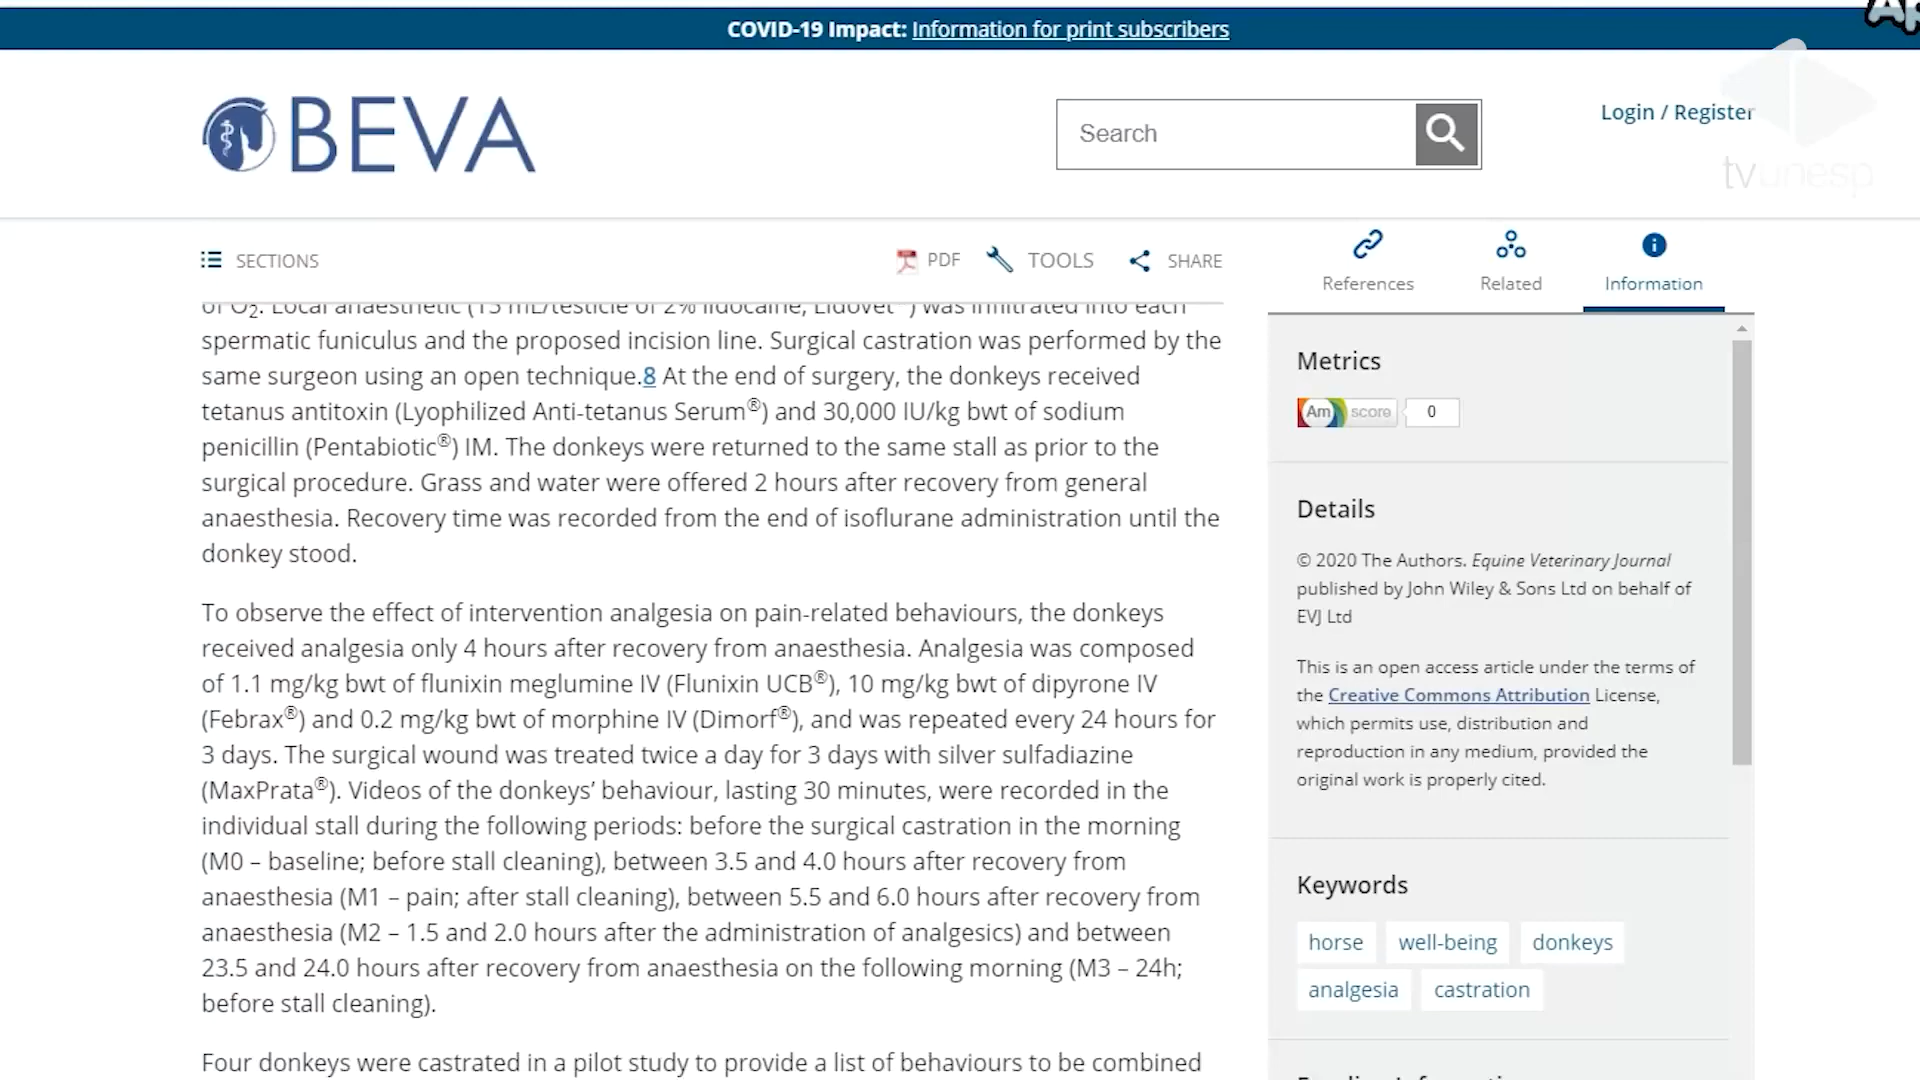 COVID-19 Impact: Information for print subscribers
BEVA
Search
Login / Register
tvunesp
SECTIONS
PDF
TOOLS
SHARE
References
Related
Information
of O2. Local anaesthetic (15 mL/testicle of 2% lidocaine, Lidovet®) was infiltrated into each
spermatic funiculus and the proposed incision line. Surgical castration was performed by the
same surgeon using an open technique.8 At the end of surgery, the donkeys received
tetanus antitoxin (Lyophilized Anti-tetanus Serum®) and 30,000 IU/kg bwt of sodium
penicillin (Pentabiotic®) IM. The donkeys were returned to the same stall as prior to the
surgical procedure. Grass and water were offered 2 hours after recovery from general
anaesthesia. Recovery time was recorded from the end of isoflurane administration until the
donkey stood.
To observe the effect of intervention analgesia on pain-related behaviours, the donkeys
received analgesia only 4 hours after recovery from anaesthesia. Analgesia was composed
of 1.1 mg/kg bwt of flunixin meglumine IV (Flunixin UCB®), 10 mg/kg bwt of dipyrone IV
(Febrax®) and 0.2 mg/kg bwt of morphine IV (Dimorf®), and was repeated every 24 hours for
3 days. The surgical wound was treated twice a day for 3 days with silver sulfadiazine
(MaxPrata®). Videos of the donkeys’ behaviour, lasting 30 minutes, were recorded in the
individual stall during the following periods: before the surgical castration in the morning
(M0 – baseline; before stall cleaning), between 3.5 and 4.0 hours after recovery from
anaesthesia (M1 – pain; after stall cleaning), between 5.5 and 6.0 hours after recovery from
anaesthesia (M2 – 1.5 and 2.0 hours after the administration of analgesics) and between
23.5 and 24.0 hours after recovery from anaesthesia on the following morning (M3 – 24h;
before stall cleaning).
Four donkeys were castrated in a pilot study to provide a list of behaviours to be combined
Metrics
Am score 0
Details
© 2020 The Authors. Equine Veterinary Journal
published by John Wiley & Sons Ltd on behalf of
EVJ Ltd
This is an open access article under the terms of
the Creative Commons Attribution License,
which permits use, distribution and
reproduction in any medium, provided the
original work is properly cited.
Keywords
horse
well-being
donkeys
analgesia
castration